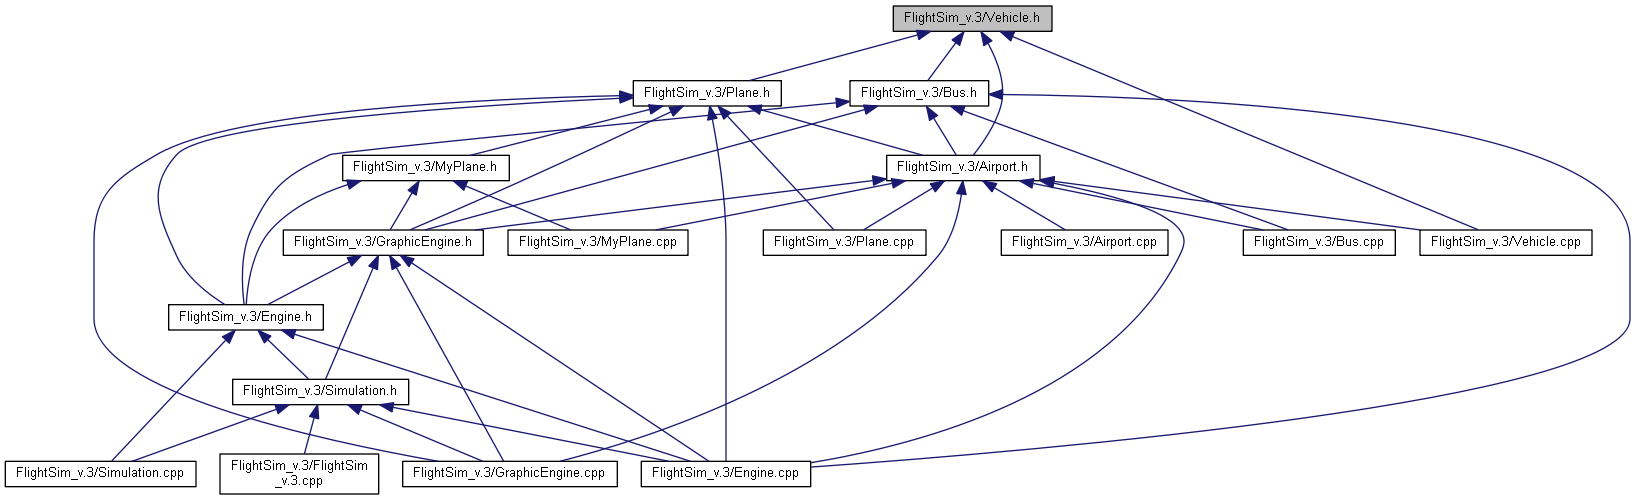 FlightSim_v.3/Vehicle.h
FlightSim_v.3/Plane.h
FlightSim_v.3/Bus.h
FlightSim_v.3/MyPlane.h
FlightSim_v.3/Airport.h
FlightSim_v.3/GraphicEngine.h
FlightSim_v.3/MyPlane.cpp
FlightSim_v.3/Plane.cpp
FlightSim_v.3/Airport.cpp
FlightSim_v.3/Bus.cpp
FlightSim_v.3/Vehicle.cpp
FlightSim_v.3/Engine.h
FlightSim_v.3/Simulation.h
FlightSim_v.3/Simulation.cpp
FlightSim_v.3/FlightSim
_v.3.cpp
FlightSim_v.3/GraphicEngine.cpp
FlightSim_v.3/Engine.cpp